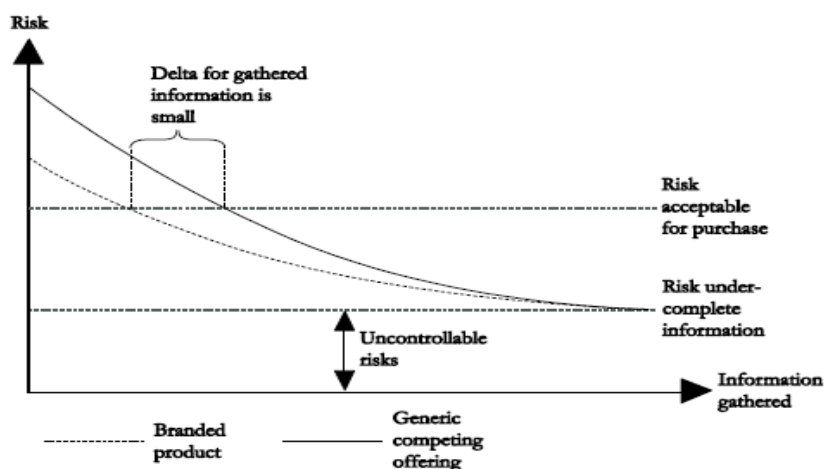 Risk
Delta for gathered
information is
small
Risk
acceptable
for purchase
Risk under-
complete
information
Uncontrollable
risks
Information
gathered
Branded
product
Generic
competing
offering